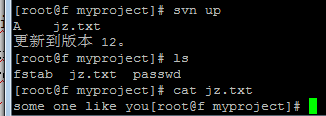 [root@f myproject]# svn up
A    jz.txt
更新到版本 12。
[root@f myproject]# ls
fstab  jz.txt  passwd
[root@f myproject]# cat jz.txt
some one like you[root@f myproject]#